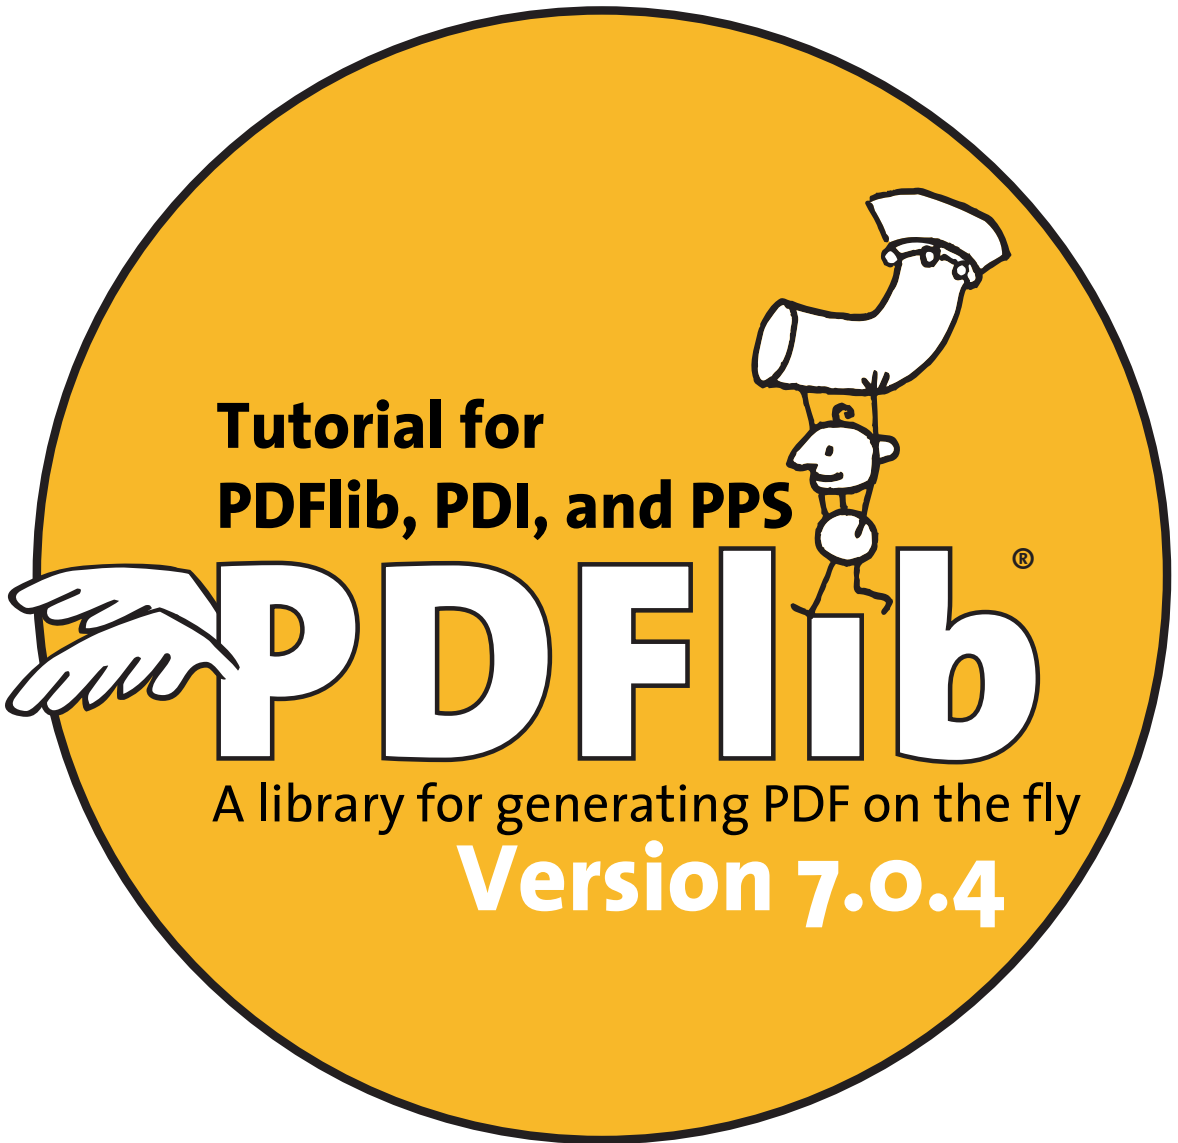 Tutorial for
PDFlib, PDI, and PPS
PDFlib®
A library for generating PDF on the fly
Version 7.0.4